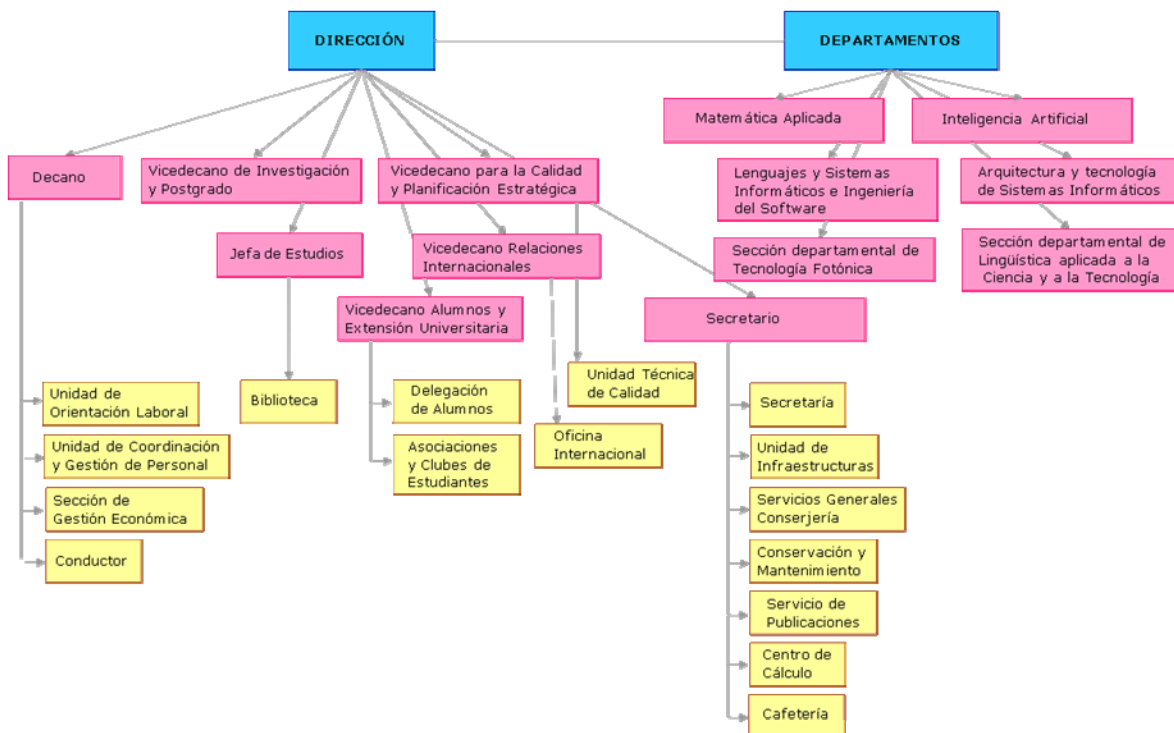 DIRECCIÓN
DEPARTAMENTOS
Matemática Aplicada
Inteligencia Artificial
Decano
Vicedecano de Investigación
y Postgrado
Vicedecano para la Calidad
y Planificación Estratégica
Lenguajes y Sistemas
Informáticos e Ingeniería
del Software
Arquitectura y tecnología
de Sistemas Informáticos
Jefa de Estudios
Vicedecano Relaciones
Internacionales
Sección departamental de
Tecnología Fotónica
Sección departamental de
Lingüística aplicada a la
Ciencia y a la Tecnología
Vicedecano Alumnos y
Extensión Universitaria
Secretario
Unidad de
Orientación Laboral
Unidad de Coordinación
y Gestión de Personal
Sección de
Gestión Económica
Conductor
Biblioteca
Delegación
de Alumnos
Asociaciones
y Clubes de
Estudiantes
Oficina
Internacional
Unidad Técnica
de Calidad
Secretaría
Unidad de
Infraestructuras
Servicios Generales
Conserjería
Conservación y
Mantenimiento
Servicio de
Publicaciones
Centro de
Cálculo
Cafetería